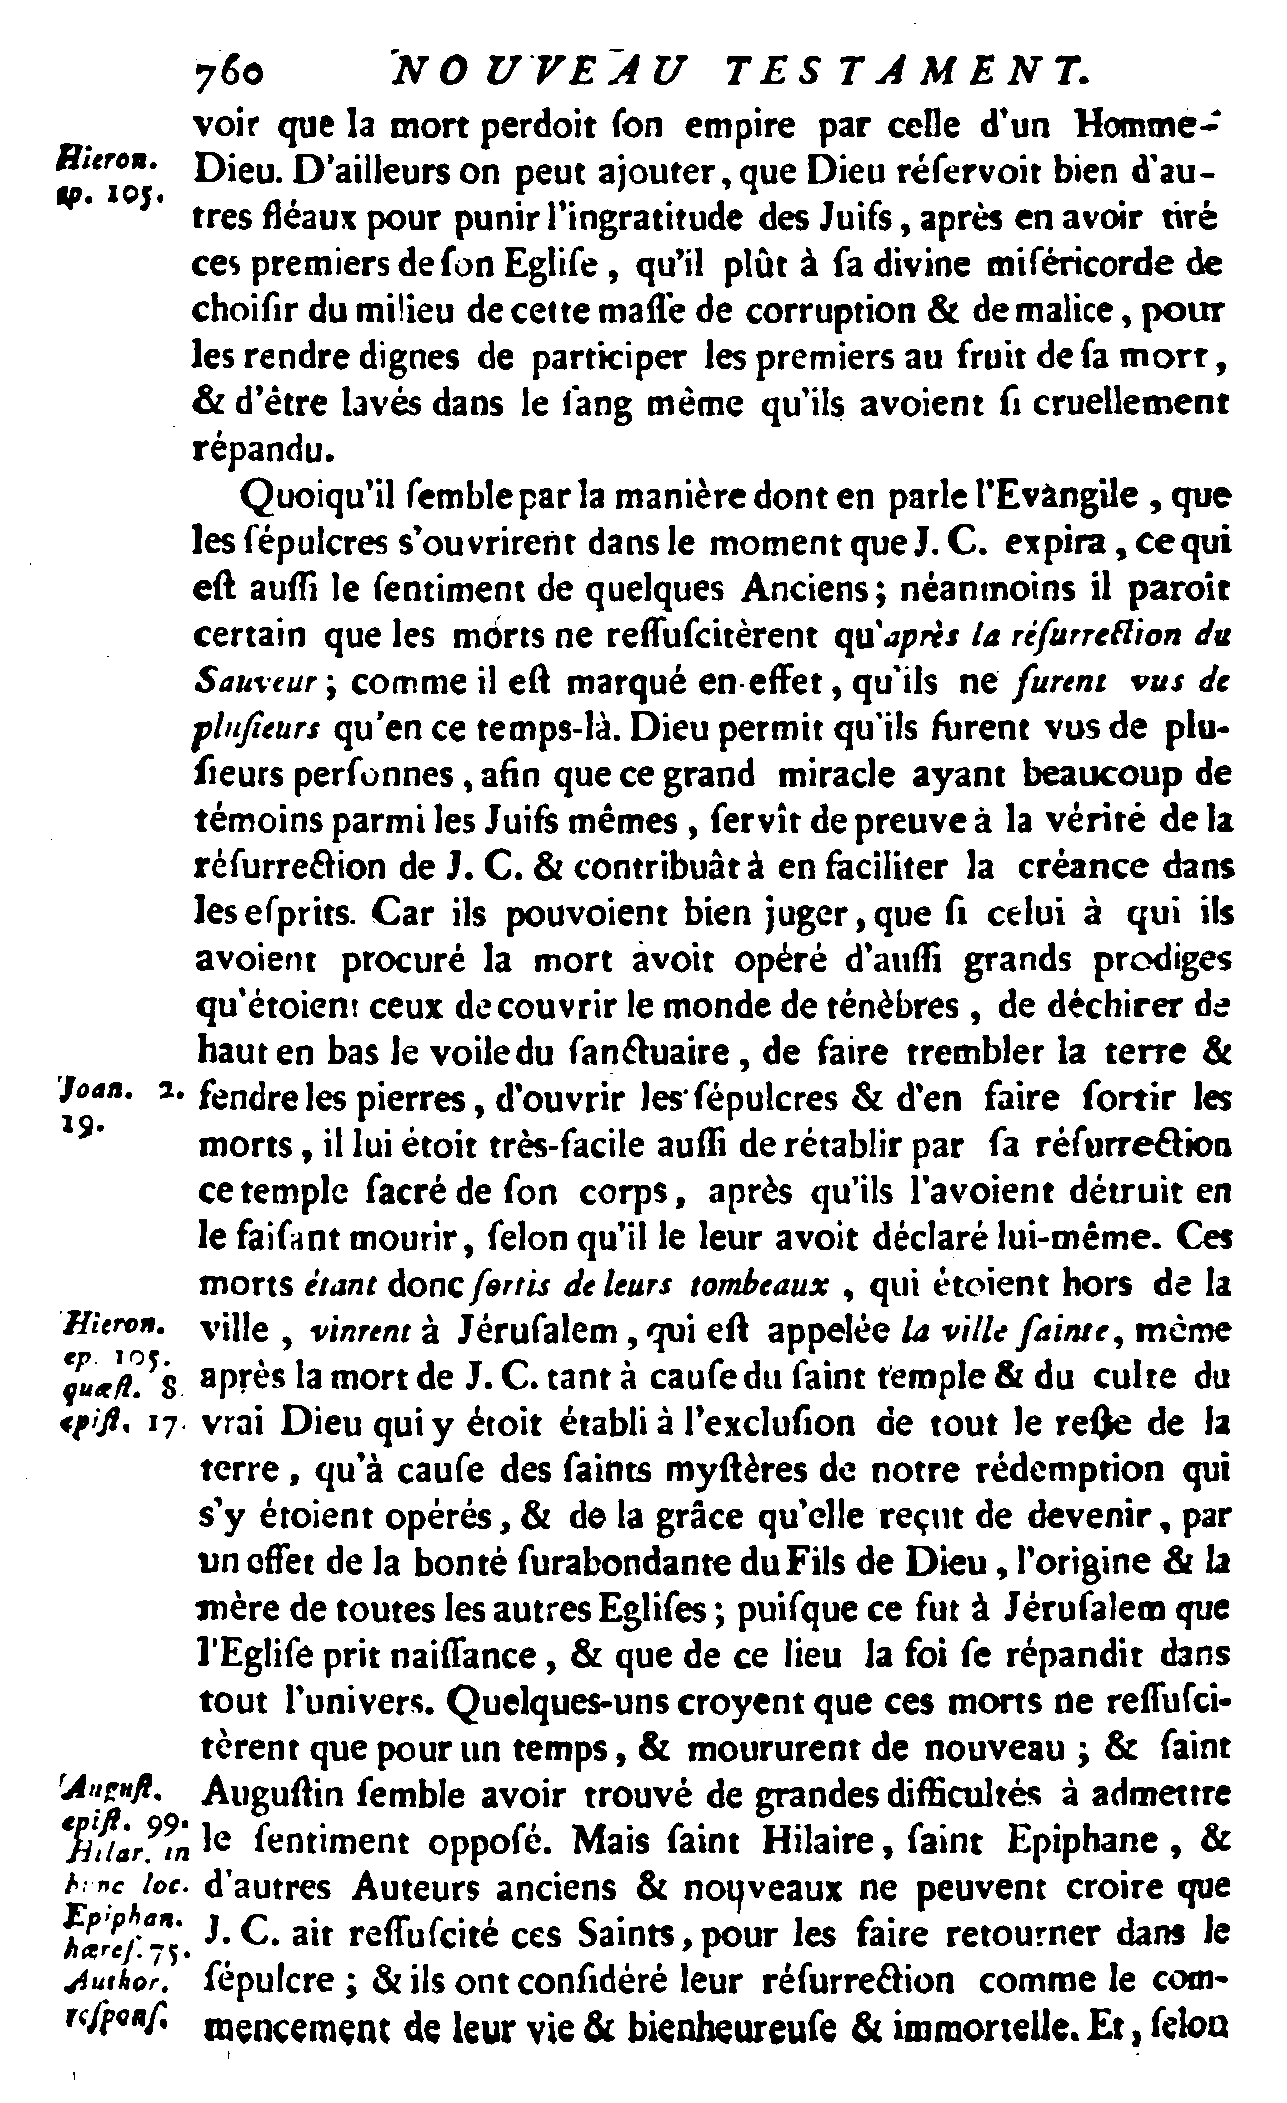 760 NOUVEAU TESTAMENT.
voir que la mort perdoit ſon empire par celle d'un Homme-
Hieron. Dieu. D'ailleurs on peut ajouter, que Dieu réſervoit bien d'au-
ep. 105.
tres fléaux pour punir l'ingratitude des Juifs, après en avoir tiré
ces premiers de ſon Egliſe, qu'il plût à ſa divine miſéricorde de
choiſir du milieu de cette maſſe de corruption & de malice, pour
les rendre dignes de participer les premiers au fruit de ſa mort,
& d'être lavés dans le ſang même qu'ils avoient ſi cruellement
répandu.
Quoiqu'il ſemble par la manière dont en parle l'Evangile, que
les ſépulcres s'ouvrirent dans le moment que J. C. expira, ce qui
eſt auſſi le ſentiment de quelques Anciens; néanmoins il paroît
certain que les morts ne reſſuſcitèrent qu'après la réſurrection du
Sauveur; comme il eſt marqué en-effet, qu'ils ne furent vus de
pluſieurs qu'en ce temps-là. Dieu permit qu'ils furent vus de plu-
ſieurs perſonnes, afin que ce grand miracle ayant beaucoup de
témoins parmi les Juifs mêmes, ſervît de preuve à la vérité de la
réſurrection de J. C. & contribuât à en faciliter la créance dans
les eſprits. Car ils pouvoient bien juger, que ſi celui à qui ils
avoient procuré la mort avoit opéré d'auſſi grands prodiges
qu'étoient ceux de couvrir le monde de ténèbres, de déchirer de
haut en bas le voile du ſanctuaire, de faire trembler la terre &
Joan. 2. fendre les pierres, d'ouvrir les ſépulcres & d'en faire ſortir les
19.
morts, il lui étoit très-facile auſſi de rétablir par ſa réſurrection
ce temple ſacré de ſon corps, après qu'ils l'avoient détruit en
le faiſant mourir, ſelon qu'il le leur avoit déclaré lui-même. Ces
morts étant donc ſortis de leurs tombeaux, qui étoient hors de la
Hieron. ville, vinrent à Jéruſalem, qui eſt appelée la ville ſainte, même
ep. 105.
quæſt. 8. après la mort de J. C. tant à cauſe du ſaint temple & du culte du
epiſt. 17. vrai Dieu qui y étoit établi à l'excluſion de tout le reſte de la
terre, qu'à cauſe des ſaints myſtères de notre rédemption qui
s'y étoient opérés, & de la grâce qu'elle reçut de devenir, par
un effet de la bonté ſurabondante du Fils de Dieu, l'origine & la
mère de toutes les autres Egliſes; puiſque ce fut à Jéruſalem que
l'Egliſe prit naiſſance, & que de ce lieu la foi ſe répandit dans
tout l'univers. Quelques-uns croyent que ces morts ne reſſuſci-
tèrent que pour un temps, & moururent de nouveau; & ſaint
Auguſt. Auguſtin ſemble avoir trouvé de grandes difficultés à admettre
epiſt. 99.
Hilar. in le ſentiment oppoſé. Mais ſaint Hilaire, ſaint Epiphane, &
hunc loc. d'autres Auteurs anciens & nouveaux ne peuvent croire que
Epiphan.
hæreſ. 75. J. C. ait reſſuſcité ces Saints, pour les faire retourner dans le
Author. ſépulcre; & ils ont conſidéré leur réſurrection comme le com-
reſponſ. mencement de leur vie & bienheureuſe & immortelle. Et, ſelon